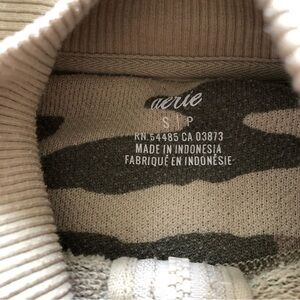 aerie
S | P
RN.54485 CA 03873
MADE IN INDONESIA
FABRIQUÉ EN INDONÉSIE